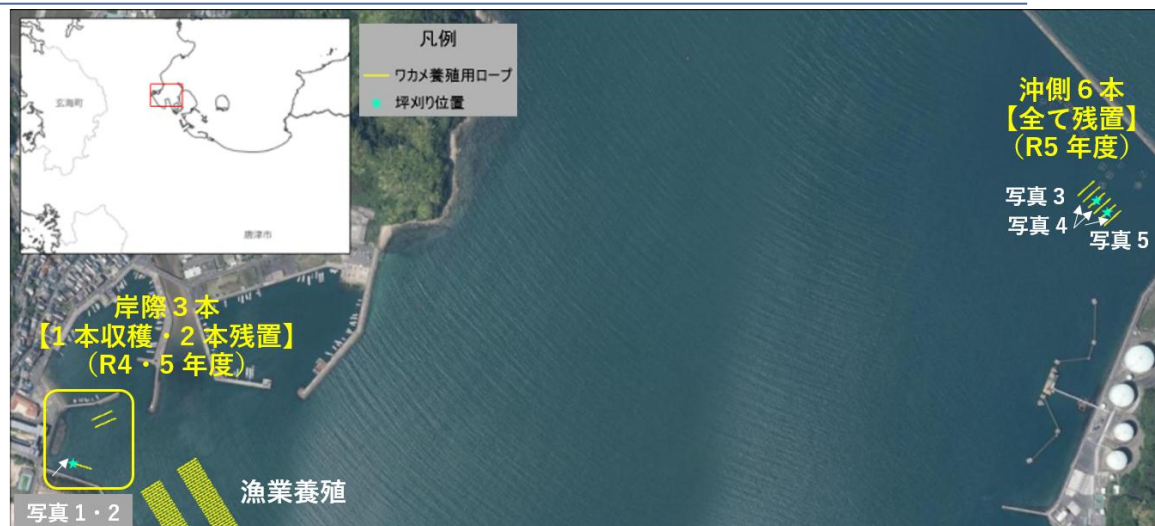 凡例
ワカメ養殖用ロープ
坪刈り位置
玄海町
唐津市
沖側6本
【全て残置】
(R5 年度)
写真 3
写真 4
写真 5
岸際3本
【1 本収穫・2 本残置】
(R4・5 年度)
漁業養殖
写真 1・2